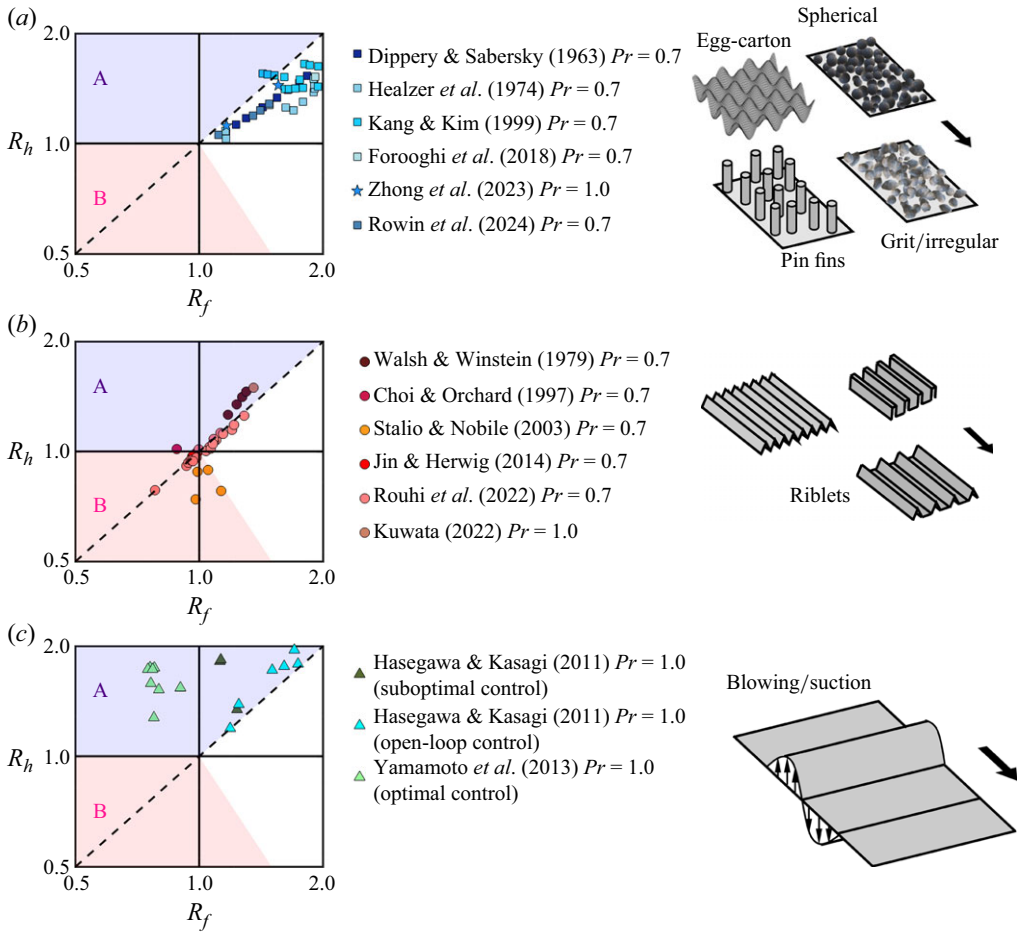 (a)
2.0
A
R_h
1.0
B
0.5
0.5
1.0
2.0
R_f
Dippery & Sabersky (1963) Pr = 0.7
Healzer et al. (1974) Pr = 0.7
Kang & Kim (1999) Pr = 0.7
Forooghi et al. (2018) Pr = 0.7
Zhong et al. (2023) Pr = 1.0
Rowin et al. (2024) Pr = 0.7
Spherical
Egg-carton
Grit/irregular
Pin fins
(b)
2.0
A
R_h
1.0
B
0.5
0.5
1.0
2.0
R_f
Walsh & Winstein (1979) Pr = 0.7
Choi & Orchard (1997) Pr = 0.7
Stalio & Nobile (2003) Pr = 0.7
Jin & Herwig (2014) Pr = 0.7
Rouhi et al. (2022) Pr = 0.7
Kuwata (2022) Pr = 1.0
Riblets
(c)
2.0
A
R_h
1.0
B
0.5
0.5
1.0
2.0
R_f
Hasegawa & Kasagi (2011) Pr = 1.0
(suboptimal control)
Hasegawa & Kasagi (2011) Pr = 1.0
(open-loop control)
Yamamoto et al. (2013) Pr = 1.0
(optimal control)
Blowing/suction